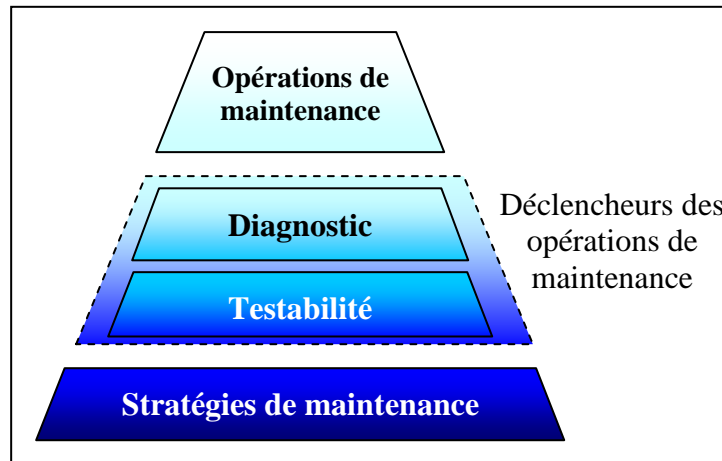 Opérations de
maintenance
Diagnostic
Déclencheurs des
opérations de
maintenance
Testabilité
Stratégies de maintenance